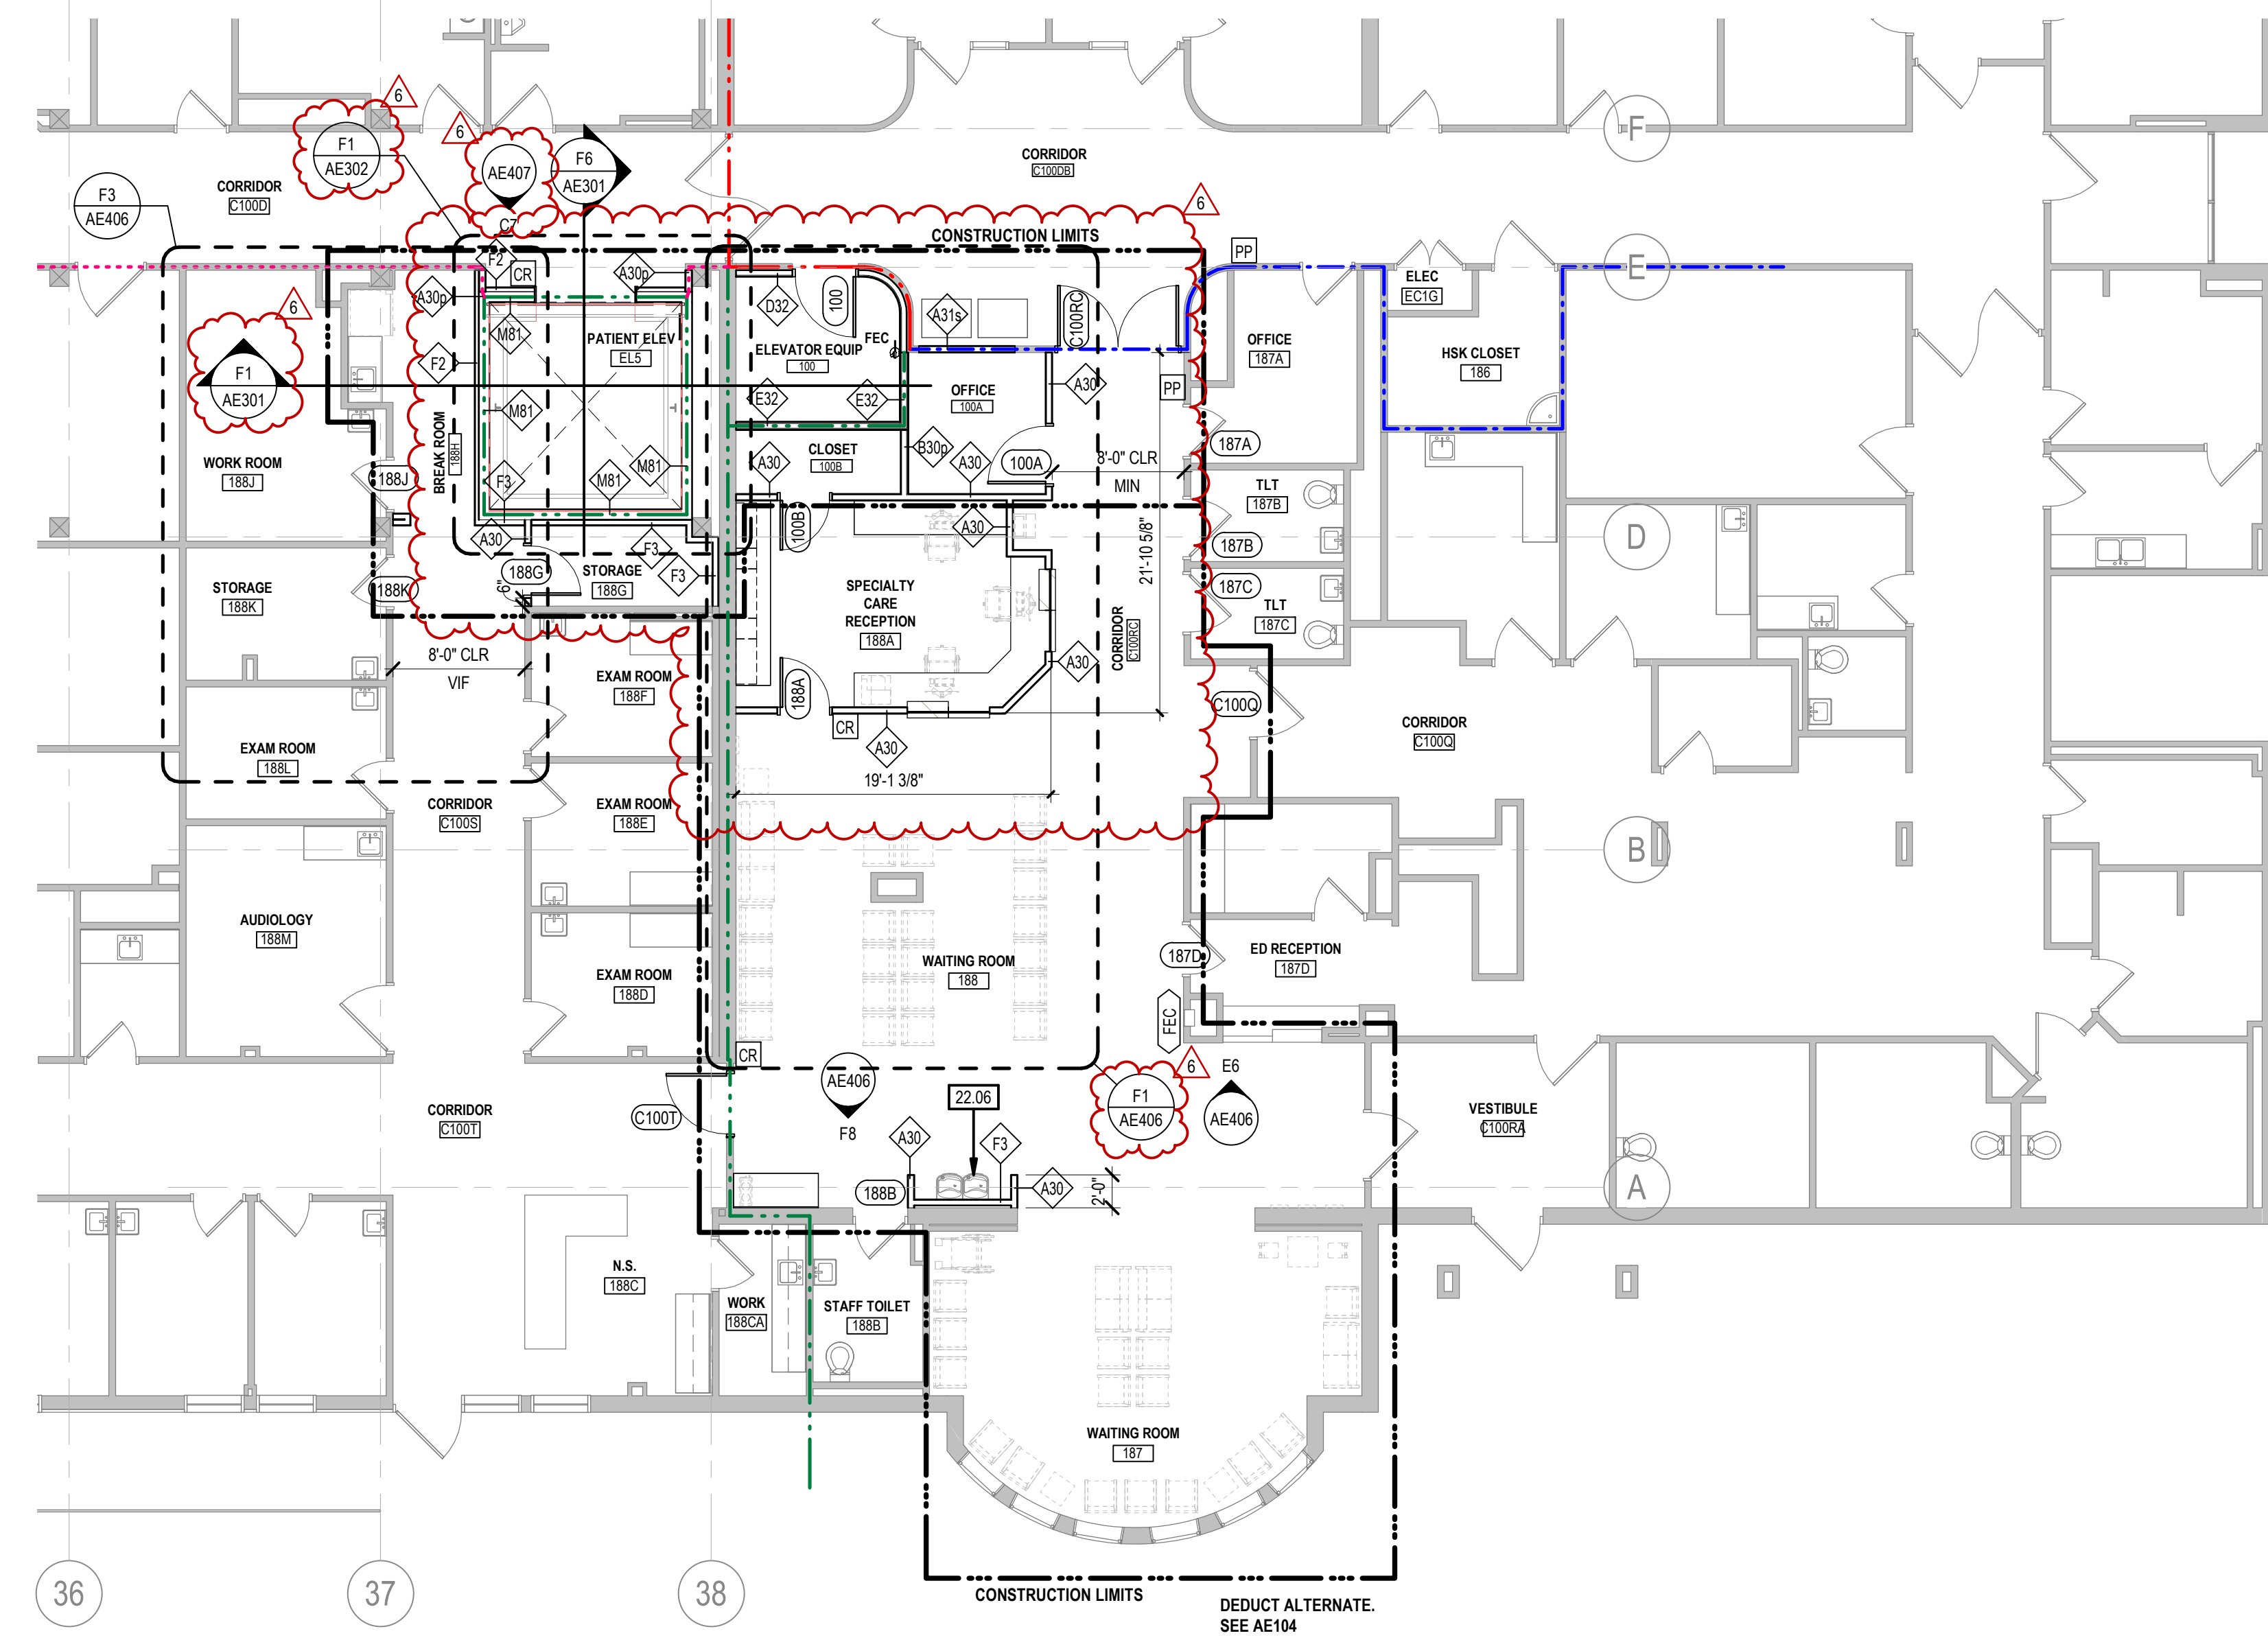 6
F1
AE302
6
AE407
C7
F6
AE301
F
CORRIDOR
C100DB
CORRIDOR
C100D
F3
AE406
6
CONSTRUCTION LIMITS
PP
E
F2
CR
A30p
A30p
D32
100
A31s
C100RC
ELEC
EC1G
6
M81
PATIENT ELEV
EL5
FEC
ELEVATOR EQUIP
100
OFFICE
187A
HSK CLOSET
186
F2
F1
AE301
OFFICE
100A
A30
PP
M81
E32
E32
BREAK ROOM
188H
CLOSET
100B
B30p
A30
A30
100A
187A
8'-0" CLR
MIN
WORK ROOM
188J
188J
F3
M81
M81
TLT
187B
A30
F3
100B
A30
21'-10 5/8"
187B
D
188G
STORAGE
188G
F3
6"
STORAGE
188K
188K
SPECIALTY
CARE
RECEPTION
188A
187C
TLT
187C
CORRIDOR
C100RC
8'-0" CLR
VIF
EXAM ROOM
188F
188A
A30
C100Q
CORRIDOR
C100Q
CR
A30
EXAM ROOM
188L
19'-1 3/8"
CORRIDOR
C100S
EXAM ROOM
188E
B
AUDIOLOGY
188M
EXAM ROOM
188D
WAITING ROOM
188
187D
ED RECEPTION
187D
FEC
CR
AE406
F8
22.06
6
F1
AE406
E6
AE406
CORRIDOR
C100T
C100T
A30
F3
VESTIBULE
C100RA
188B
A30
2'-0"
A
N.S.
188C
WORK
188CA
STAFF TOILET
188B
WAITING ROOM
187
36
37
38
CONSTRUCTION LIMITS
DEDUCT ALTERNATE.
SEE AE104